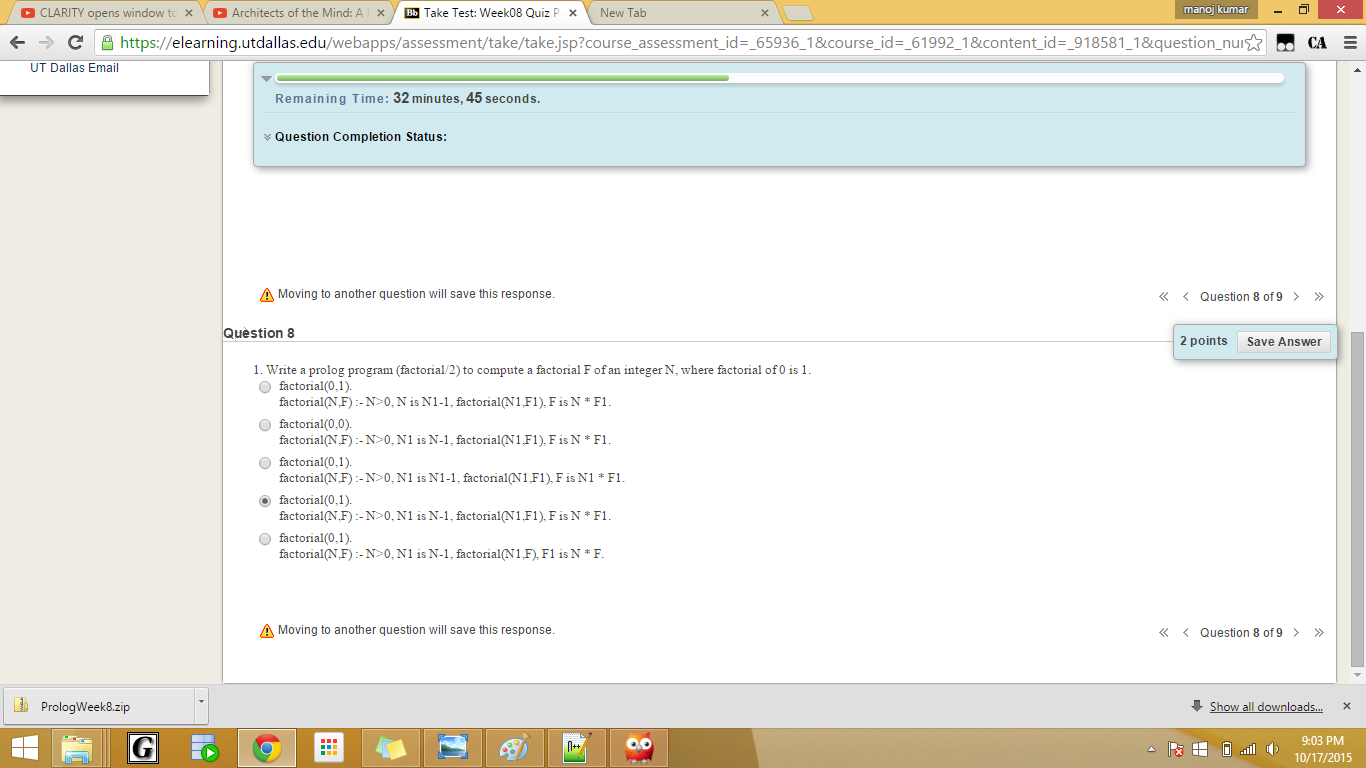 CLARITY opens window to
Architects of the Mind: A
Bb Take Test: Week08 Quiz P
New Tab
manoj kumar
https://elearning.utdallas.edu/webapps/assessment/take/take.jsp?course_assessment_id=_65936_1&course_id=_61992_1&content_id=_918581_1&question_nu
CA
UT Dallas Email
Remaining Time: 32 minutes, 45 seconds.
Question Completion Status:
Moving to another question will save this response.
Question 8 of 9
Question 8
2 points
Save Answer
1. Write a prolog program (factorial/2) to compute a factorial F of an integer N, where factorial of 0 is 1.
factorial(0,1).
factorial(N,F) :- N>0, N is N1-1, factorial(N1,F1), F is N * F1.
factorial(0,0).
factorial(N,F) :- N>0, N1 is N-1, factorial(N1,F1), F is N * F1.
factorial(0,1).
factorial(N,F) :- N>0, N1 is N1-1, factorial(N1,F1), F is N1 * F1.
factorial(0,1).
factorial(N,F) :- N>0, N1 is N-1, factorial(N1,F1), F is N * F1.
factorial(0,1).
factorial(N,F) :- N>0, N1 is N-1, factorial(N1,F), F1 is N * F.
Moving to another question will save this response.
Question 8 of 9
PrologWeek8.zip
Show all downloads...
G
9:03 PM
10/17/2015